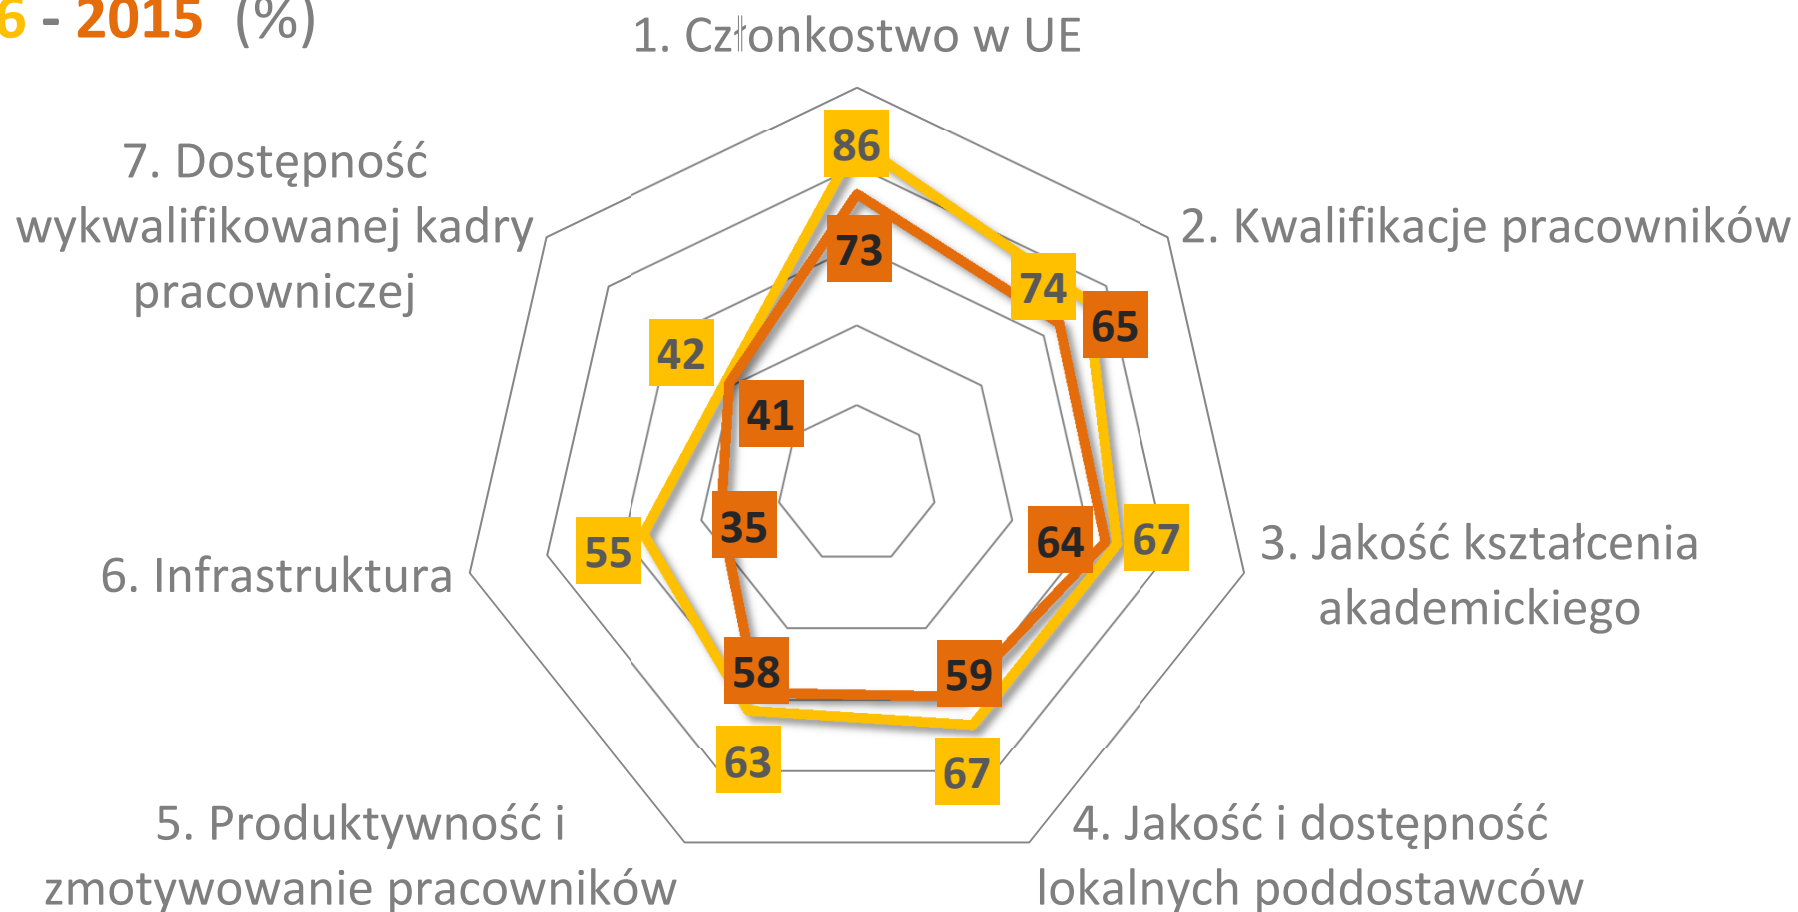 6 - 2015 (%)
1. Członkostwo w UE
7. Dostępność
wykwalifikowanej kadry
pracowniczej
2. Kwalifikacje pracowników
86
73
74
65
42
41
35
55
64
67
3. Jakość kształcenia
akademickiego
6. Infrastruktura
58
59
63
67
5. Produktywność i
zmotywowanie pracowników
4. Jakość i dostępność
lokalnych poddostawców